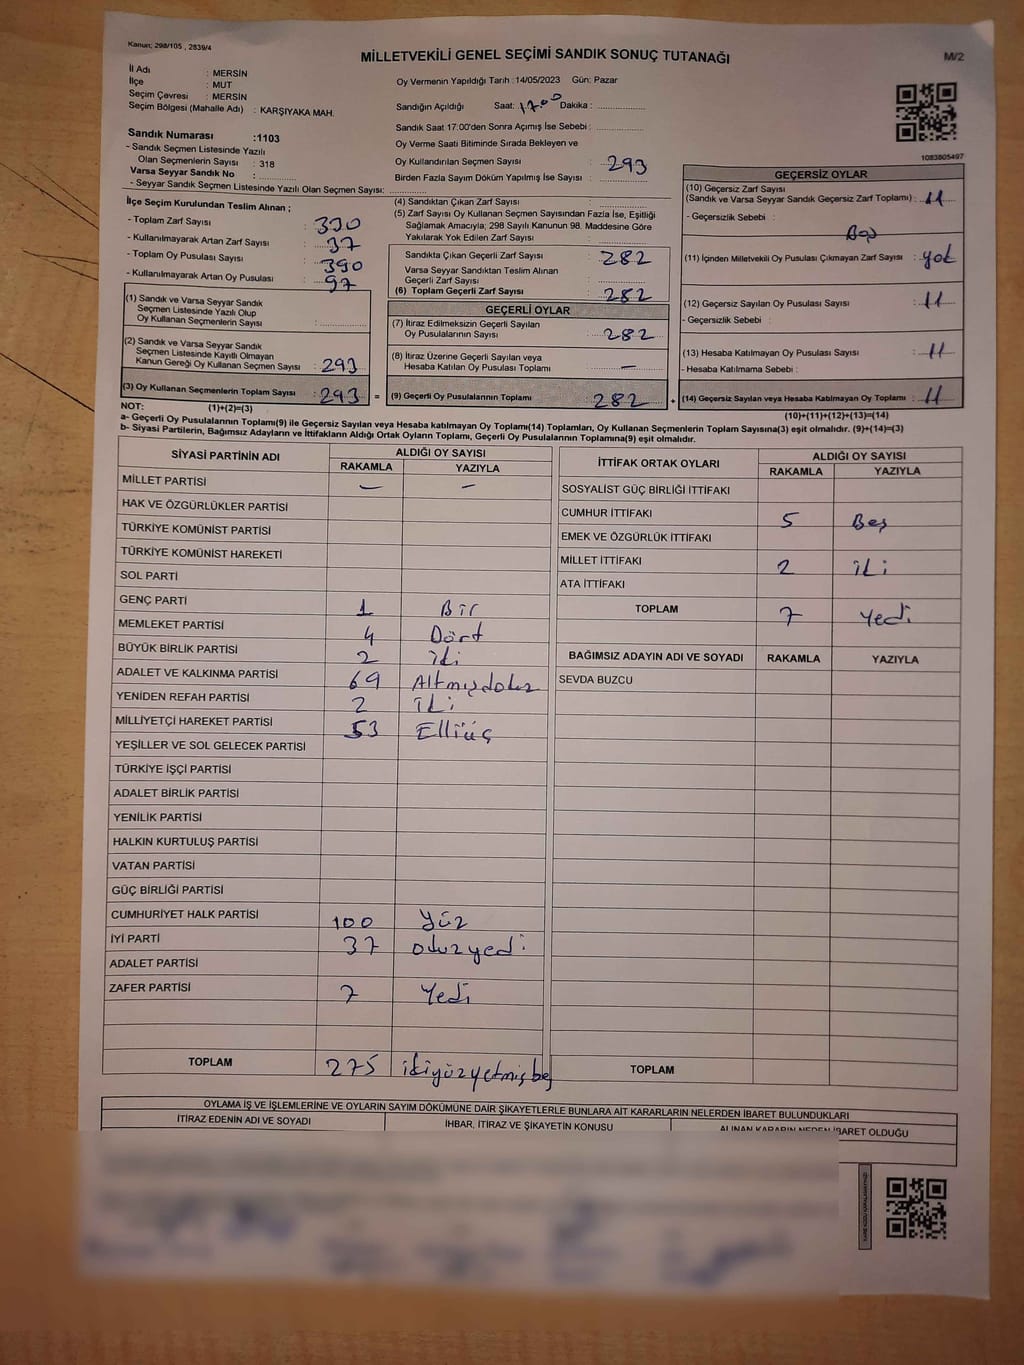 Kanun; 298/105 , 2839/4
MİLLETVEKİLİ GENEL SEÇİMİ SANDIK SONUÇ TUTANAĞI
M/2
İl Adı : MERSİN
İlçe : MUT
Seçim Çevresi : MERSİN
Seçim Bölgesi (Mahalle Adı) : KARŞIYAKA MAH.
Sandık Numarası :1103
- Sandık Seçmen Listesinde Yazılı
Olan Seçmenlerin Sayısı : 318
Varsa Seyyar Sandık No :
- Seyyar Sandık Seçmen Listesinde Yazılı Olan Seçmen Sayısı:
Oy Vermenin Yapıldığı Tarih :14/05/2023 Gün: Pazar
Sandığın Açıldığı Saat: 17:00 Dakika :
Sandık Saat 17:00'den Sonra Açımış İse Sebebi :
Oy Verme Saati Bitiminde Sırada Bekleyen ve
Oy Kullandırılan Seçmen Sayısı : 293
Birden Fazla Sayım Döküm Yapılmış İse Sayısı :
1083805497
İlçe Seçim Kurulundan Teslim Alınan ;
- Toplam Zarf Sayısı : 330
- Kullanılmayarak Artan Zarf Sayısı : 37
- Toplam Oy Pusulası Sayısı : 390
- Kullanılmayarak Artan Oy Pusulası : 97
(1) Sandık ve Varsa Seyyar Sandık
Seçmen Listesinde Yazılı Olup
Oy Kullanan Seçmenlerin Sayısı :
(2) Sandık ve Varsa Seyyar Sandık
Seçmen Listesinde Kayıtlı Olmayan
Kanun Gereği Oy Kullanan Seçmen Sayısı : 293
(3) Oy Kullanan Seçmenlerin Toplam Sayısı : 293 =
(4) Sandıktan Çıkan Zarf Sayısı :
(5) Zarf Sayısı Oy Kullanan Seçmen Sayısından Fazla İse, Eşitliği
Sağlamak Amacıyla; 298 Sayılı Kanunun 98. Maddesine Göre
Yakılarak Yok Edilen Zarf Sayısı :
Sandıkta Çıkan Geçerli Zarf Sayısı : 282
Varsa Seyyar Sandıktan Teslim Alınan
Geçerli Zarf Sayısı :
(6) Toplam Geçerli Zarf Sayısı : 282
GEÇERLİ OYLAR
(7) İtiraz Edilmeksizin Geçerli Sayılan
Oy Pusulalarının Sayısı : 282
(8) İtiraz Üzerine Geçerli Sayılan veya
Hesaba Katılan Oy Pusulası Toplamı : —
(9) Geçerli Oy Pusulalarının Toplamı : 282 +
GEÇERSİZ OYLAR
(10) Geçersiz Zarf Sayısı
(Sandık ve Varsa Seyyar Sandık Geçersiz Zarf Toplamı) : 11
- Geçersizlik Sebebi :
Boş
(11) İçinden Milletvekili Oy Pusulası Çıkmayan Zarf Sayısı : yok
(12) Geçersiz Sayılan Oy Pusulası Sayısı : 11
- Geçersizlik Sebebi :
(13) Hesaba Katılmayan Oy Pusulası Sayısı : 11
- Hesaba Katılmama Sebebi :
(14) Geçersiz Sayılan veya Hesaba Katılmayan Oy Toplamı : 11
NOT: (1)+(2)=(3)
(10)+(11)+(12)+(13)=(14)
a- Geçerli Oy Pusulalarının Toplamı(9) ile Geçersiz Sayılan veya Hesaba katılmayan Oy Toplamı(14) Toplamları, Oy Kullanan Seçmenlerin Toplam Sayısına(3) eşit olmalıdır. (9)+(14)=(3)
b- Siyasi Partilerin, Bağımsız Adayların ve İttifakların Aldığı Ortak Oyların Toplamı, Geçerli Oy Pusulalarının Toplamına(9) eşit olmalıdır.
SİYASİ PARTİNİN ADI ALDIĞI OY SAYISI
RAKAMLA YAZIYLA
MİLLET PARTİSİ — —
HAK VE ÖZGÜRLÜKLER PARTİSİ
TÜRKİYE KOMÜNİST PARTİSİ
TÜRKİYE KOMÜNİST HAREKETİ
SOL PARTİ
GENÇ PARTİ 1 Bir
MEMLEKET PARTİSİ 4 Dört
BÜYÜK BİRLİK PARTİSİ 2 iki
ADALET VE KALKINMA PARTİSİ 69 Altmışdokuz
YENİDEN REFAH PARTİSİ 2 iki
MİLLİYETÇİ HAREKET PARTİSİ 53 Elliüç
YEŞİLLER VE SOL GELECEK PARTİSİ
TÜRKİYE İŞÇİ PARTİSİ
ADALET BİRLİK PARTİSİ
YENİLİK PARTİSİ
HALKIN KURTULUŞ PARTİSİ
VATAN PARTİSİ
GÜÇ BİRLİĞİ PARTİSİ
CUMHURİYET HALK PARTİSİ 100 Yüz
İYİ PARTİ 37 otuzyedi
ADALET PARTİSİ
ZAFER PARTİSİ 7 Yedi
TOPLAM 275 ikiyüzyetmişbeş
İTTİFAK ORTAK OYLARI ALDIĞI OY SAYISI
RAKAMLA YAZIYLA
SOSYALİST GÜÇ BİRLİĞİ İTTİFAKI
CUMHUR İTTİFAKI 5 Beş
EMEK VE ÖZGÜRLÜK İTTİFAKI
MİLLET İTTİFAKI 2 iki
ATA İTTİFAKI
TOPLAM 7 Yedi
BAĞIMSIZ ADAYIN ADI VE SOYADI RAKAMLA YAZIYLA
SEVDA BUZCU
TOPLAM
OYLAMA İŞ VE İŞLEMLERİNE VE OYLARIN SAYIM DÖKÜMÜNE DAİR ŞİKAYETLERLE BUNLARA AİT KARARLARIN NELERDEN İBARET BULUNDUKLARI
İTİRAZ EDENİN ADI VE SOYADI İHBAR, İTİRAZ VE ŞİKAYETİN KONUSU ALINAN KARARIN NEDEN İBARET OLDUĞU